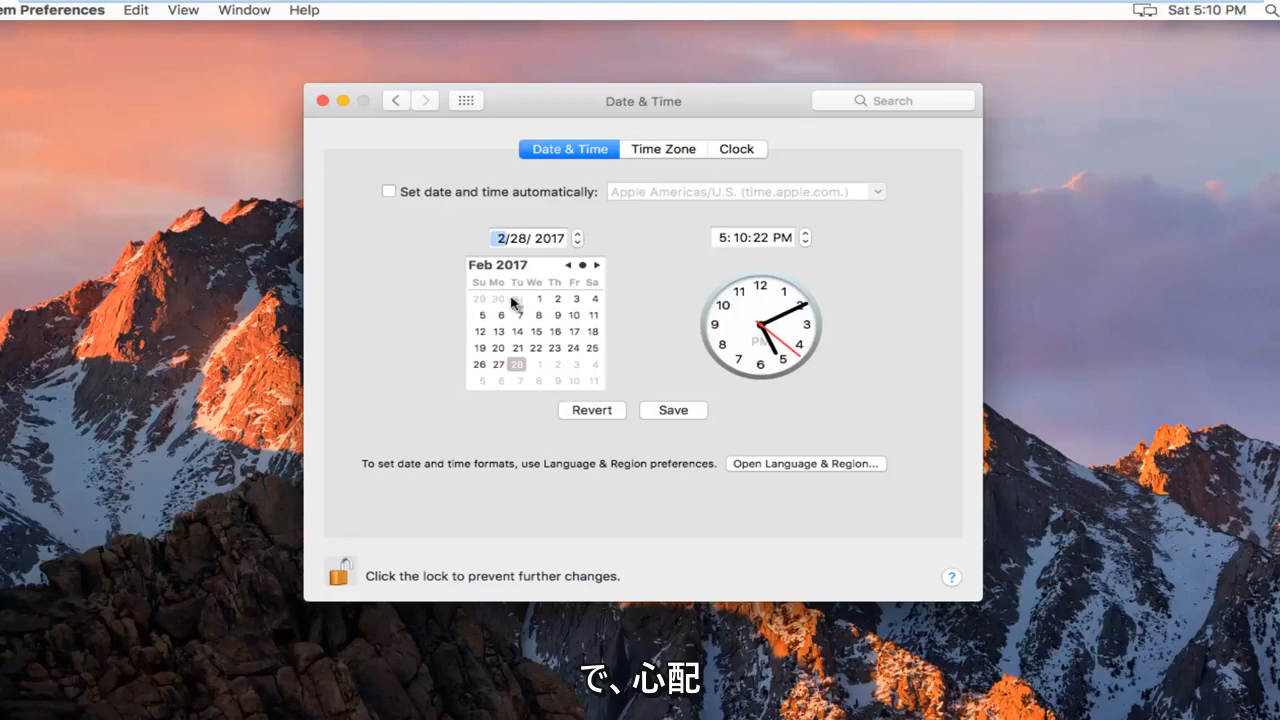 em Preferences Edit View Window Help Sat 5:10 PM
Date & Time
Search
Date & Time Time Zone Clock
Set date and time automatically: Apple Americas/U.S. (time.apple.com.)
2/28/ 2017 5:10:22 PM
Feb 2017
Su Mo Tu We Th Fr Sa
29 30 1 2 3 4
5 6 7 8 9 10 11
12 13 14 15 16 17 18
19 20 21 22 23 24 25
26 27 28 1 2 3 4
5 6 7 8 9 10 11
12 1 2 3 4 5 6 7 8 9 10 11
PM
Revert Save
To set date and time formats, use Language & Region preferences. Open Language & Region...
Click the lock to prevent further changes. ?
で、心配